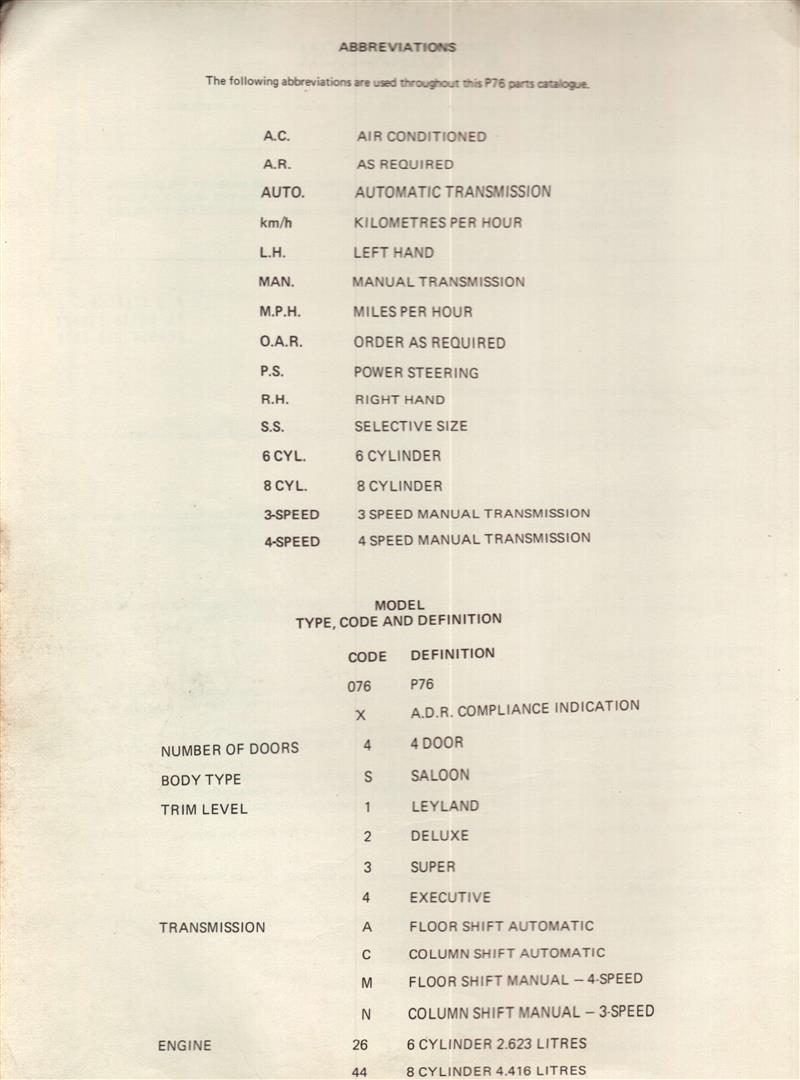 ABBREVIATIONS
The following abbreviations are used throughout this P76 parts catalogue.
A.C. AIR CONDITIONED
A.R. AS REQUIRED
AUTO. AUTOMATIC TRANSMISSION
km/h KILOMETRES PER HOUR
L.H. LEFT HAND
MAN. MANUAL TRANSMISSION
M.P.H. MILES PER HOUR
O.A.R. ORDER AS REQUIRED
P.S. POWER STEERING
R.H. RIGHT HAND
S.S. SELECTIVE SIZE
6 CYL. 6 CYLINDER
8 CYL. 8 CYLINDER
3-SPEED 3 SPEED MANUAL TRANSMISSION
4-SPEED 4 SPEED MANUAL TRANSMISSION
MODEL
TYPE, CODE AND DEFINITION
CODE DEFINITION
076 P76
X A.D.R. COMPLIANCE INDICATION
NUMBER OF DOORS 4 4 DOOR
BODY TYPE S SALOON
TRIM LEVEL 1 LEYLAND
2 DELUXE
3 SUPER
4 EXECUTIVE
TRANSMISSION A FLOOR SHIFT AUTOMATIC
C COLUMN SHIFT AUTOMATIC
M FLOOR SHIFT MANUAL – 4-SPEED
N COLUMN SHIFT MANUAL – 3-SPEED
ENGINE 26 6 CYLINDER 2.623 LITRES
44 8 CYLINDER 4.416 LITRES